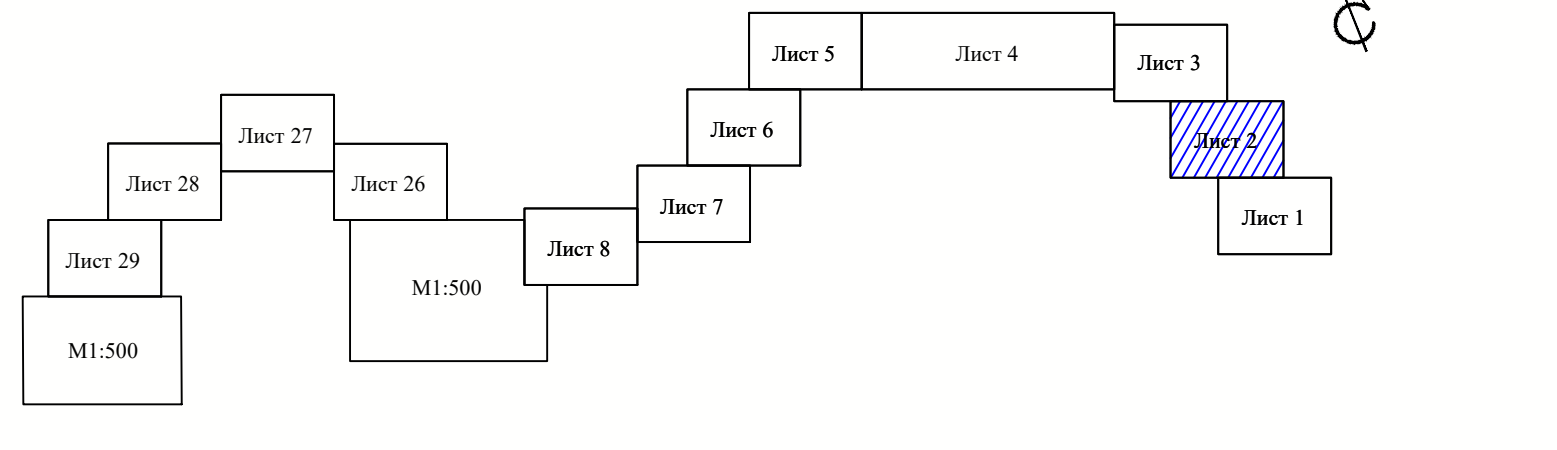 Лист 5
Лист 4
Лист 3
С
Лист 27
Лист 6
Лист 2
Лист 28
Лист 26
Лист 7
Лист 1
Лист 29
Лист 8
М1:500
М1:500